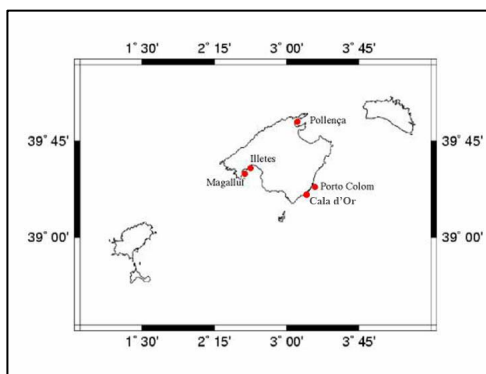 1° 30' 2° 15' 3° 00' 3° 45'
Pollença
39° 45' 39° 45'
Illetes
Magalluf
Porto Colom
Cala d'Or
39° 00' 39° 00'
1° 30' 2° 15' 3° 00' 3° 45'